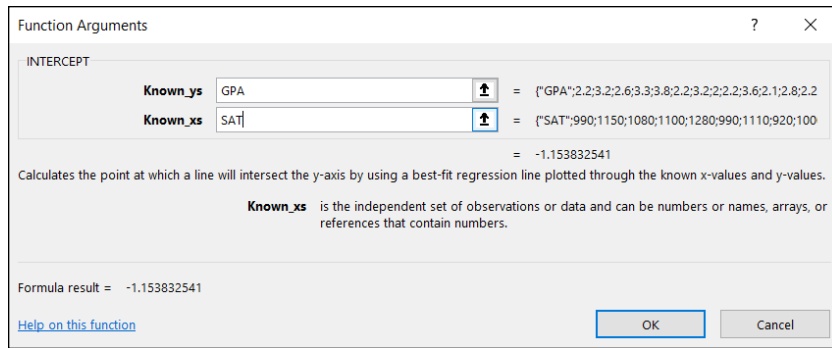 Function Arguments ? ×
INTERCEPT
Known_ys GPA = {"GPA";2.2;3.2;2.6;3.3;3.8;2.2;3.2;2;2.2;3.6;2.1;2.8;2.2
Known_xs SAT = {"SAT";990;1150;1080;1100;1280;990;1110;920;100
= -1.153832541
Calculates the point at which a line will intersect the y-axis by using a best-fit regression line plotted through the known x-values and y-values.
Known_xs is the independent set of observations or data and can be numbers or names, arrays, or
references that contain numbers.
Formula result = -1.153832541
Help on this function OK Cancel